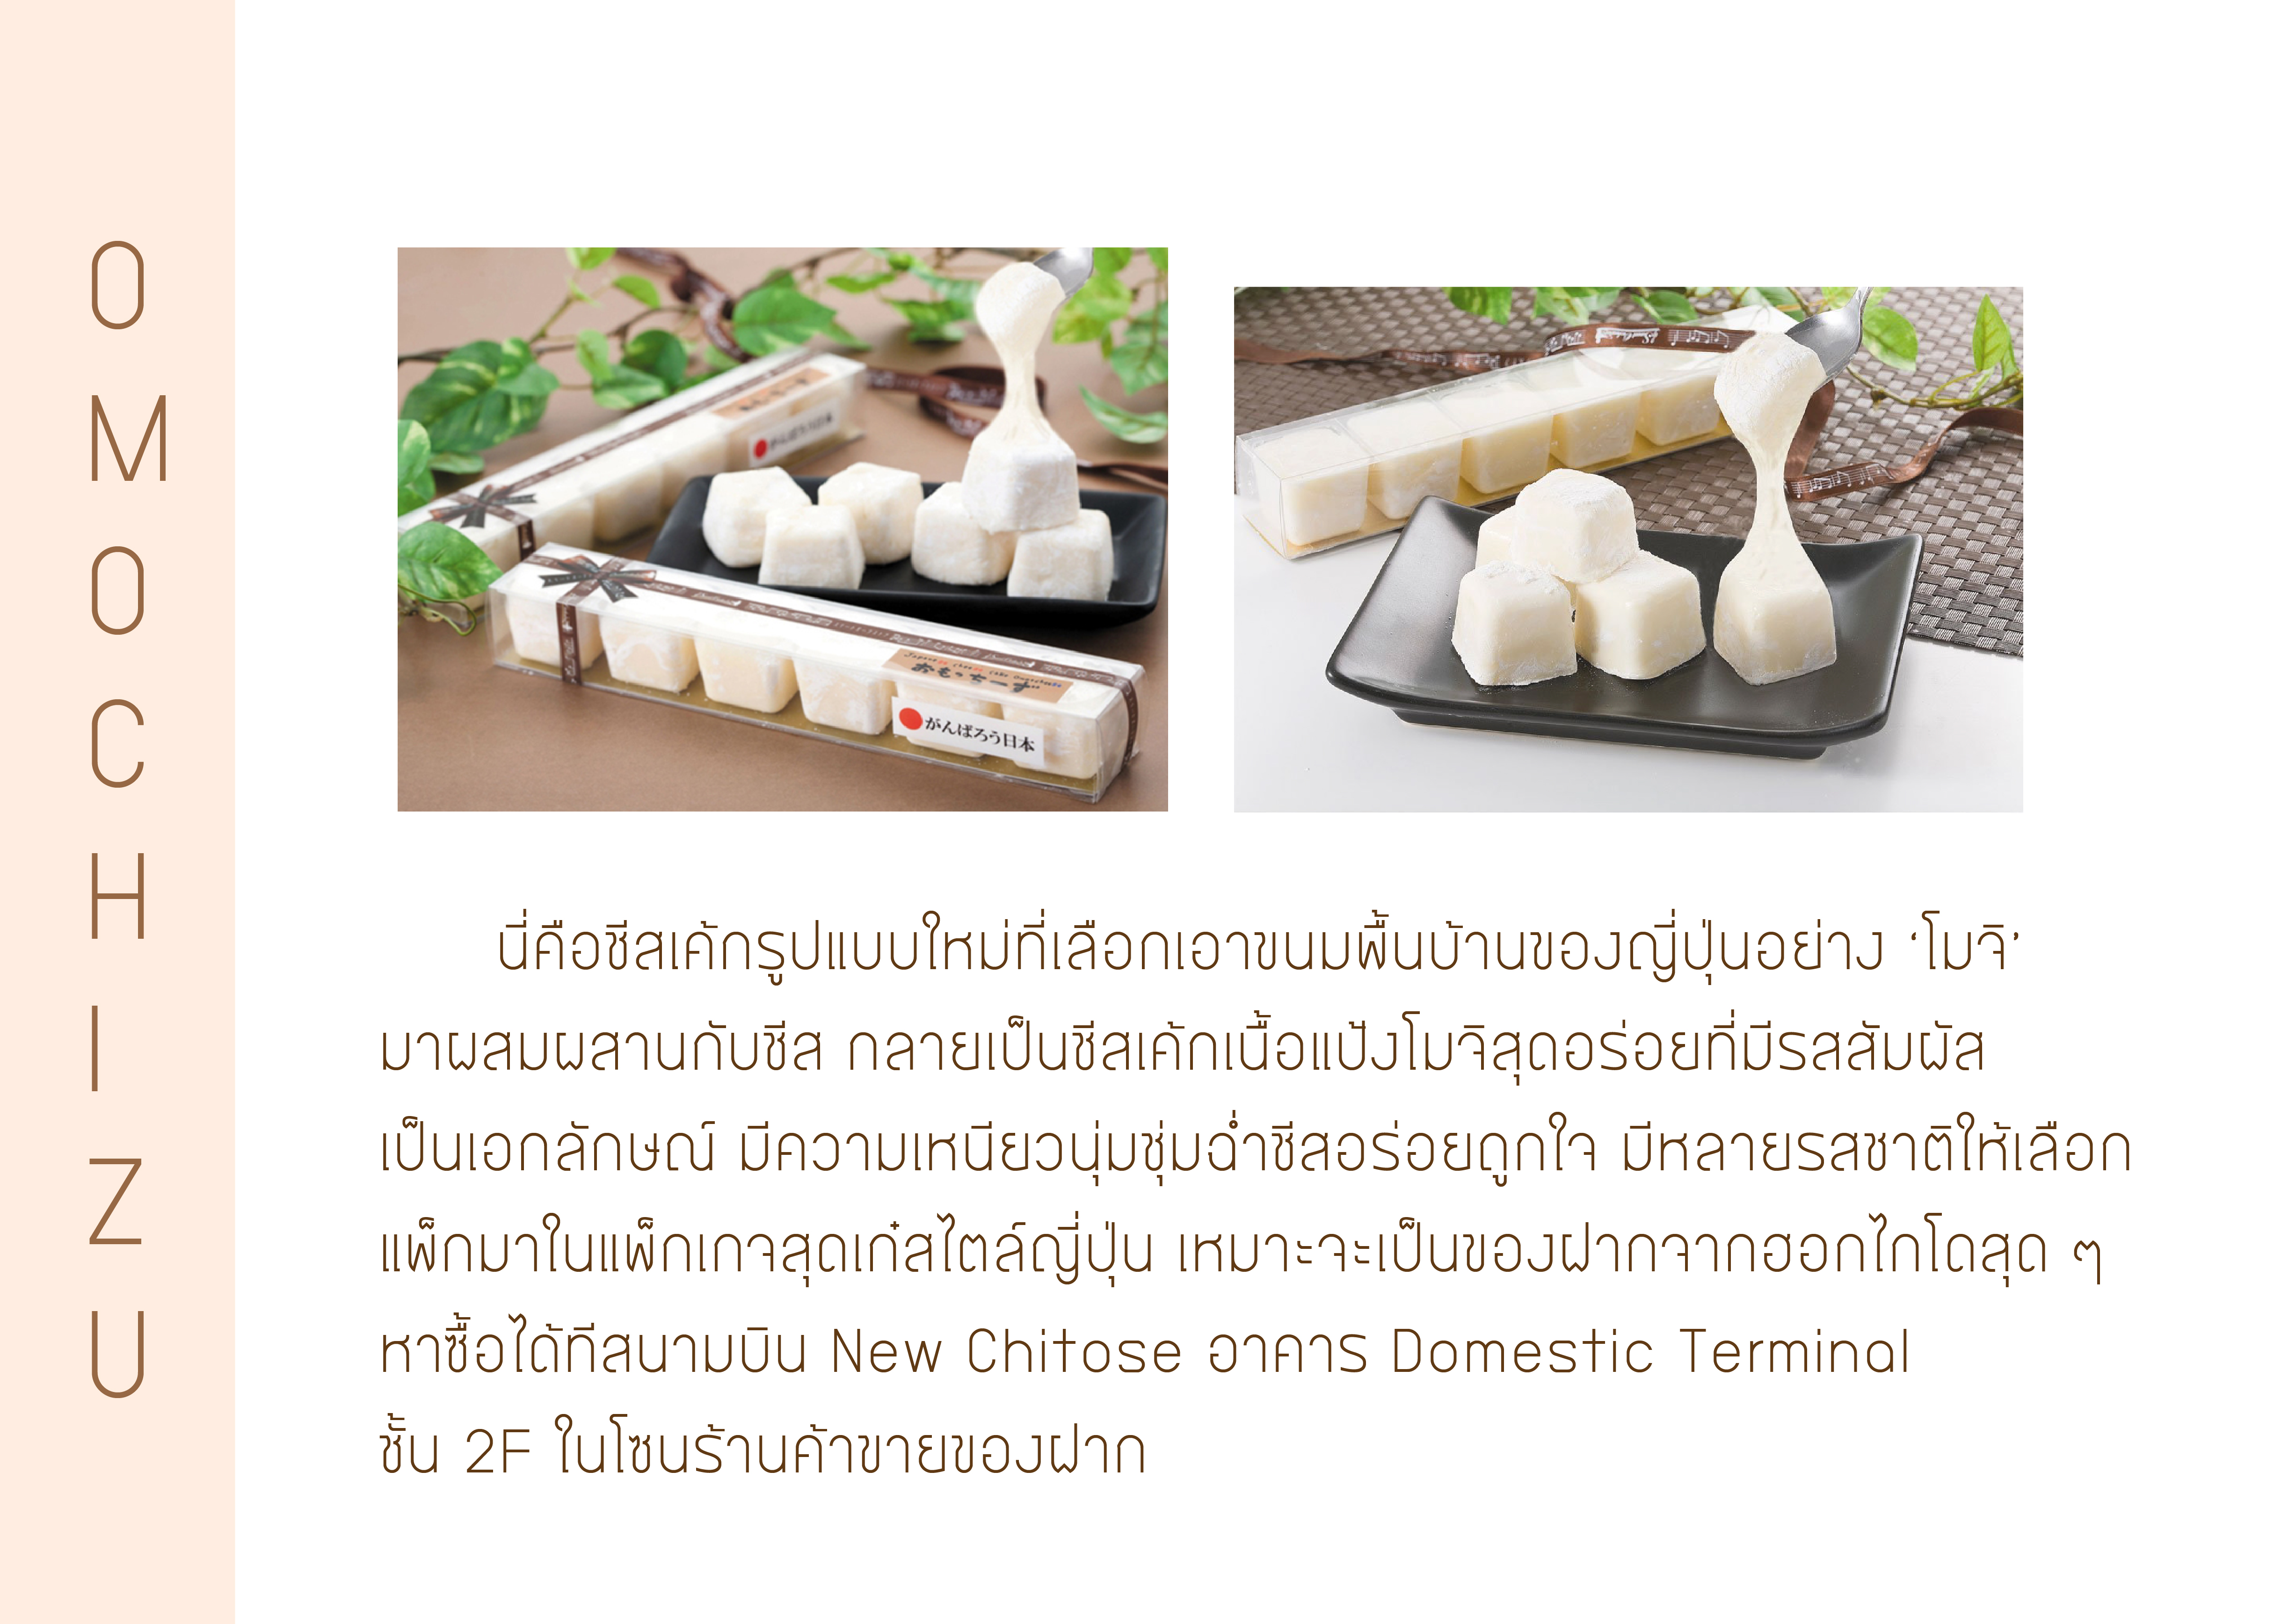 OMOCHIZU
おもっちーず
がんばろう日本
นี่คือชีสเค้กรูปแบบใหม่ที่เลือกเอาขนมพื้นบ้านของญี่ปุ่นอย่าง ‘โมจิ’
มาผสมผสานกับชีส กลายเป็นชีสเค้กเนื้อแป้งโมจิสุดอร่อยที่มีรสสัมผัส
เป็นเอกลักษณ์ มีความเหนียวนุ่มชุ่มฉ่ำชีสอร่อยถูกใจ มีหลายรสชาติให้เลือก
แพ็กมาในแพ็กเกจสุดเก๋สไตล์ญี่ปุ่น เหมาะจะเป็นของฝากจากฮอกไกโดสุด ๆ
หาซื้อได้ทีสนามบิน New Chitose อาคาร Domestic Terminal
ชั้น 2F ในโซนร้านค้าขายของฝาก